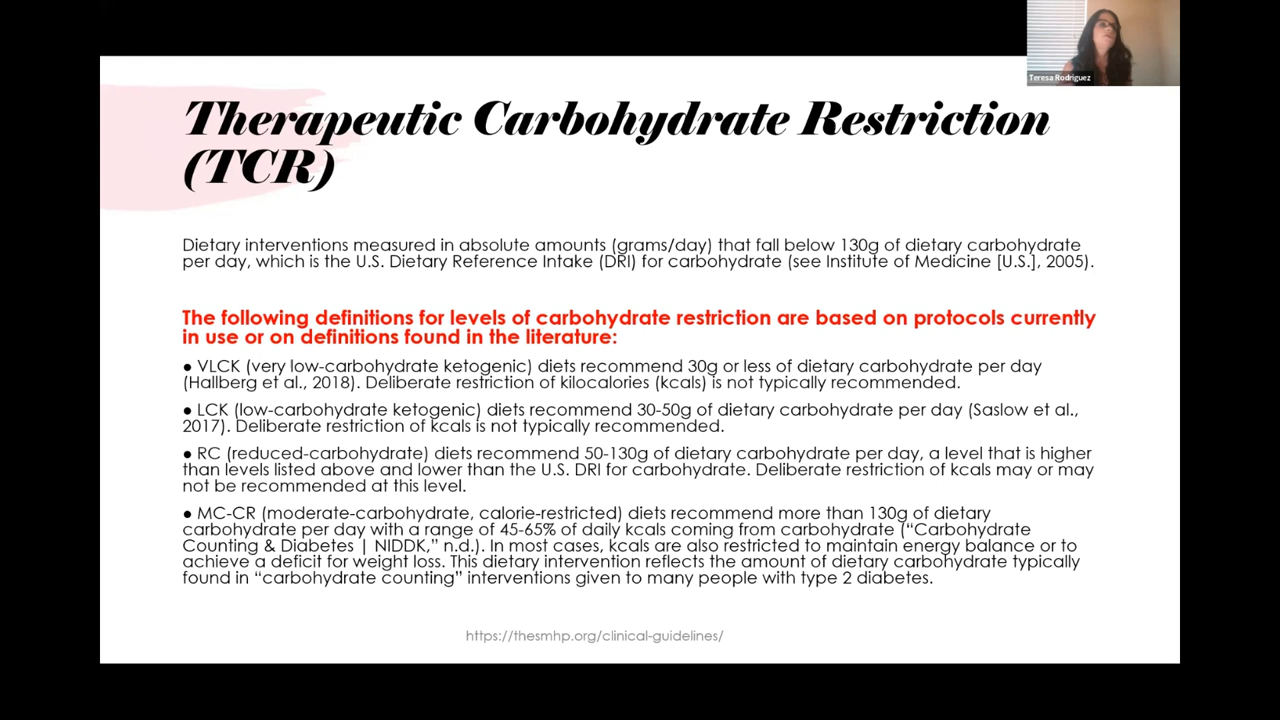 Teresa Rodriguez
Therapeutic Carbohydrate Restriction
(TCR)
Dietary interventions measured in absolute amounts (grams/day) that fall below 130g of dietary carbohydrate
per day, which is the U.S. Dietary Reference Intake (DRI) for carbohydrate (see Institute of Medicine [U.S.], 2005).
The following definitions for levels of carbohydrate restriction are based on protocols currently
in use or on definitions found in the literature:
● VLCK (very low-carbohydrate ketogenic) diets recommend 30g or less of dietary carbohydrate per day
(Hallberg et al., 2018). Deliberate restriction of kilocalories (kcals) is not typically recommended.
● LCK (low-carbohydrate ketogenic) diets recommend 30-50g of dietary carbohydrate per day (Saslow et al.,
2017). Deliberate restriction of kcals is not typically recommended.
● RC (reduced-carbohydrate) diets recommend 50-130g of dietary carbohydrate per day, a level that is higher
than levels listed above and lower than the U.S. DRI for carbohydrate. Deliberate restriction of kcals may or may
not be recommended at this level.
● MC-CR (moderate-carbohydrate, calorie-restricted) diets recommend more than 130g of dietary
carbohydrate per day with a range of 45-65% of daily kcals coming from carbohydrate (“Carbohydrate
Counting & Diabetes | NIDDK,” n.d.). In most cases, kcals are also restricted to maintain energy balance or to
achieve a deficit for weight loss. This dietary intervention reflects the amount of dietary carbohydrate typically
found in “carbohydrate counting” interventions given to many people with type 2 diabetes.
https://thesmhp.org/clinical-guidelines/